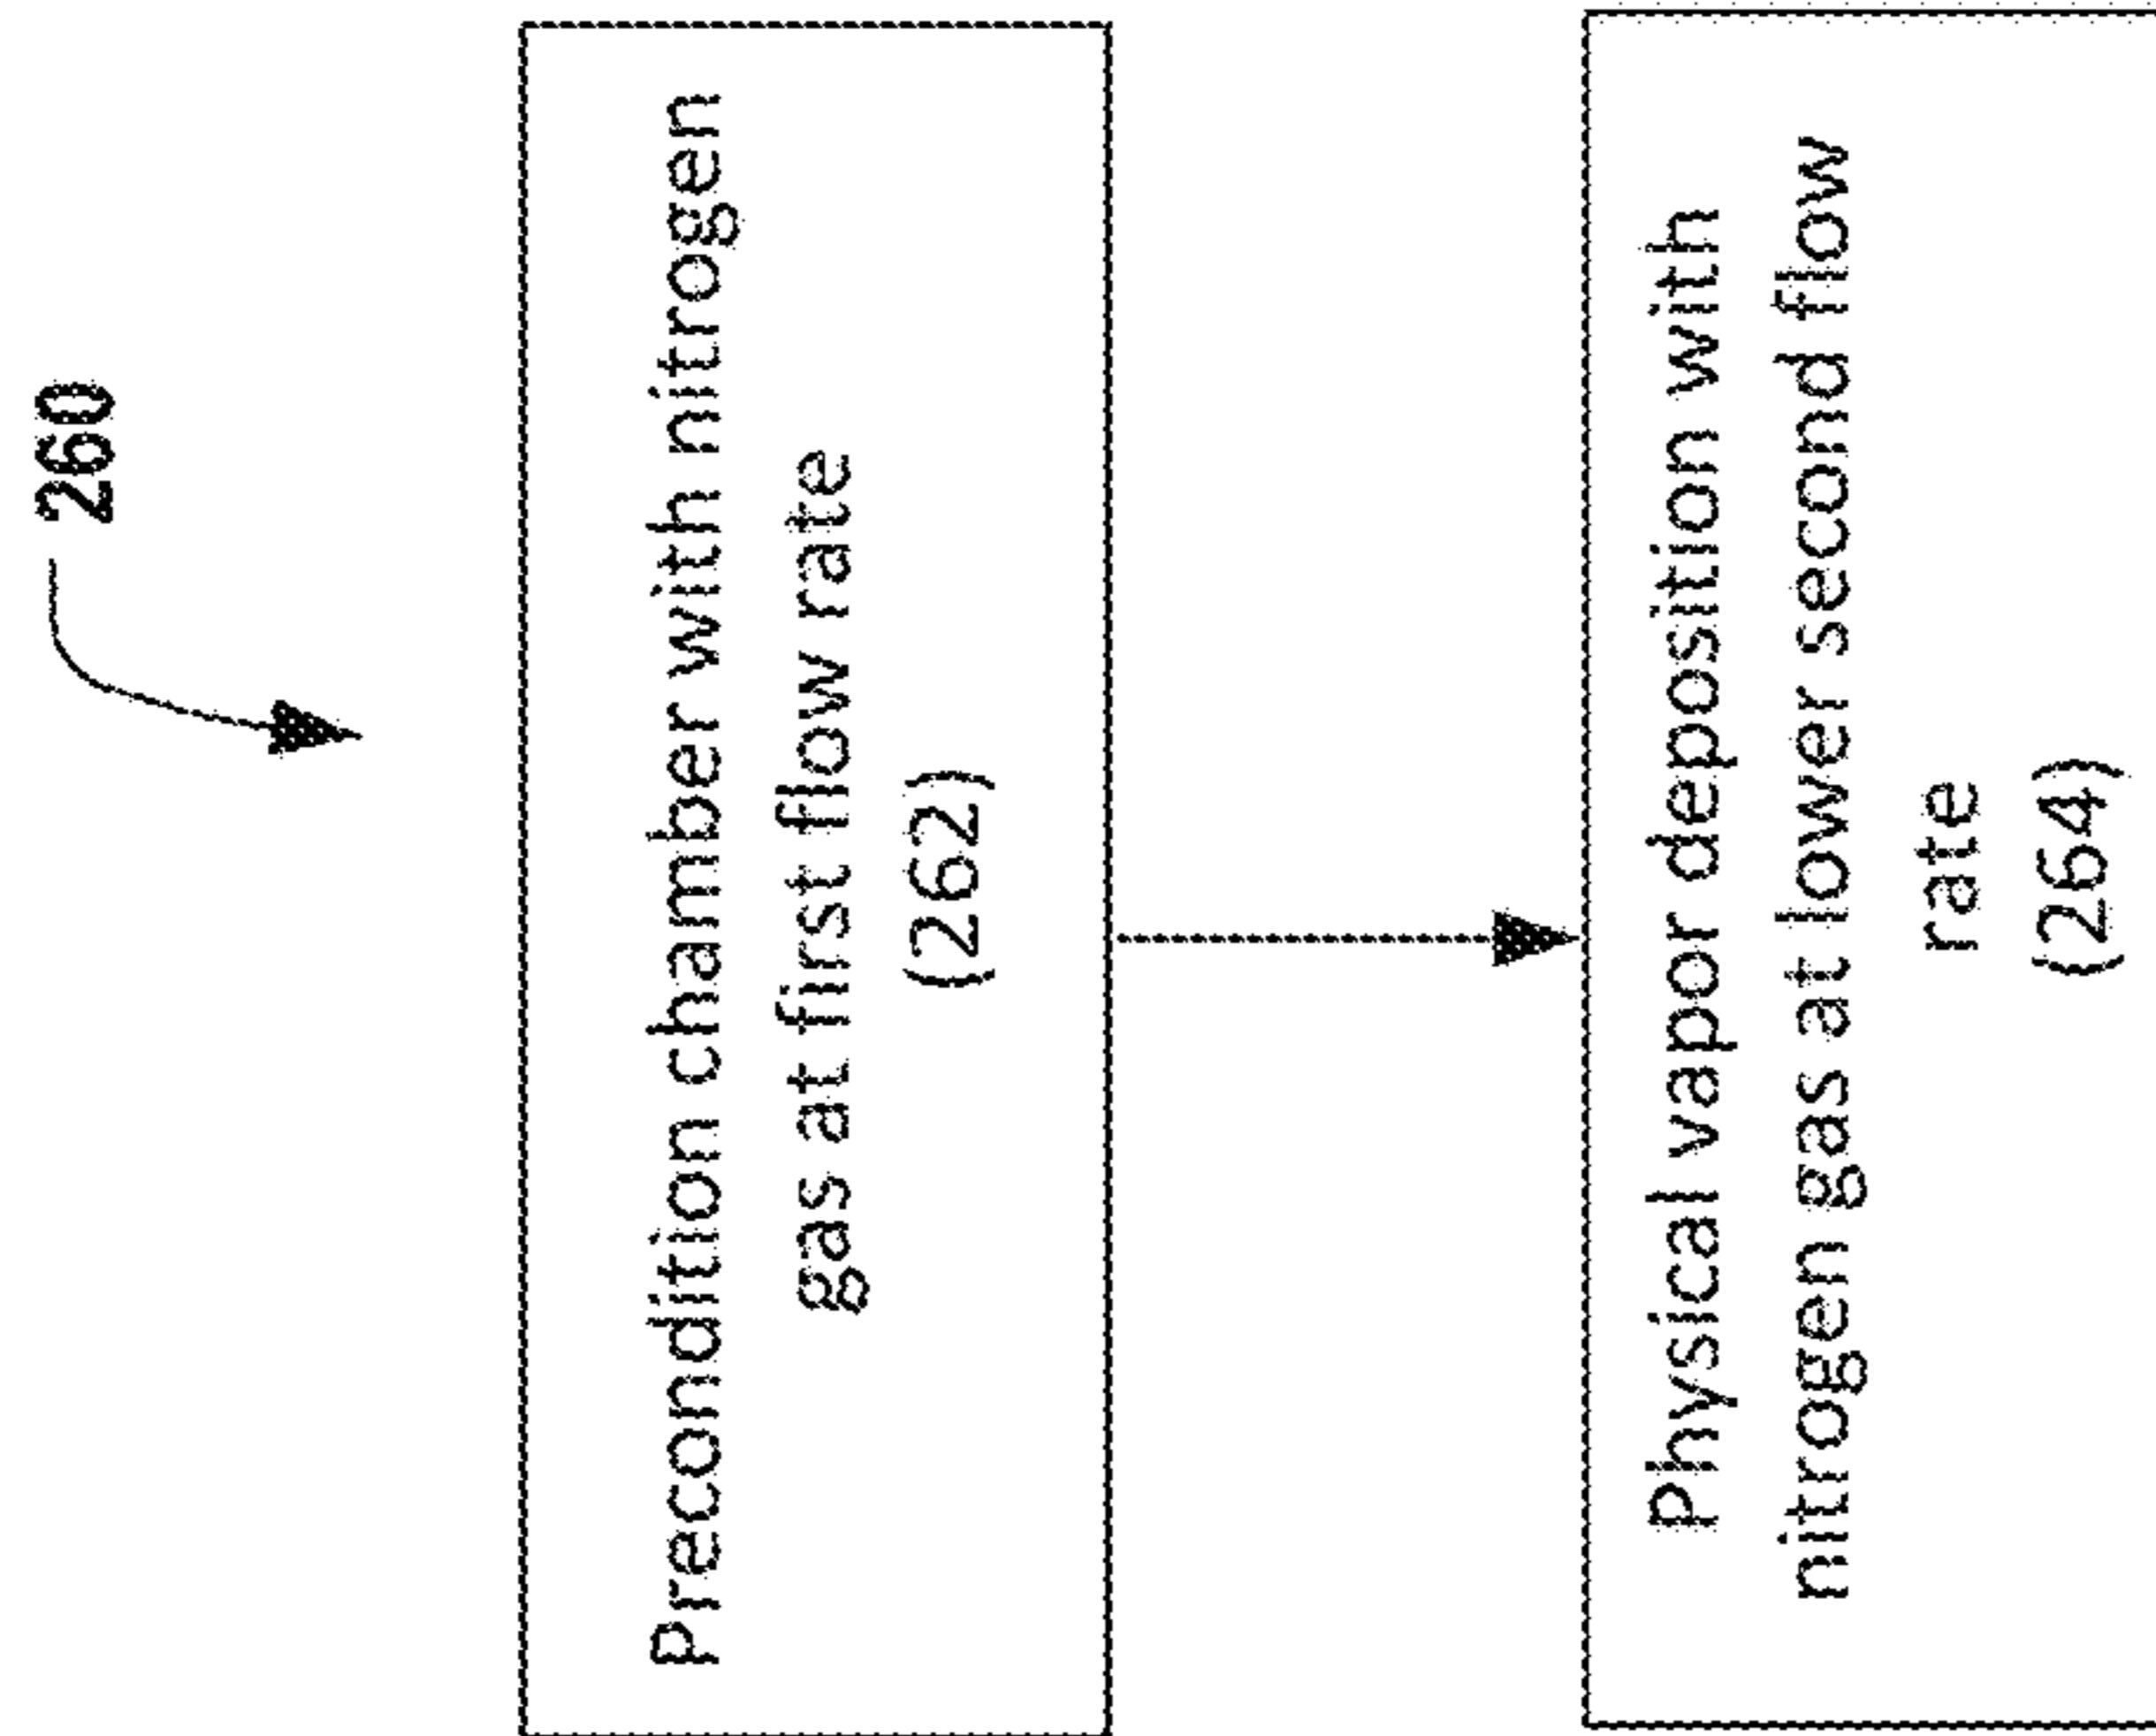 260
Precondition chamber with nitrogen
gas at first flow rate
(262)
Physical vapor deposition with
nitrogen gas at lower second flow
rate
(264)